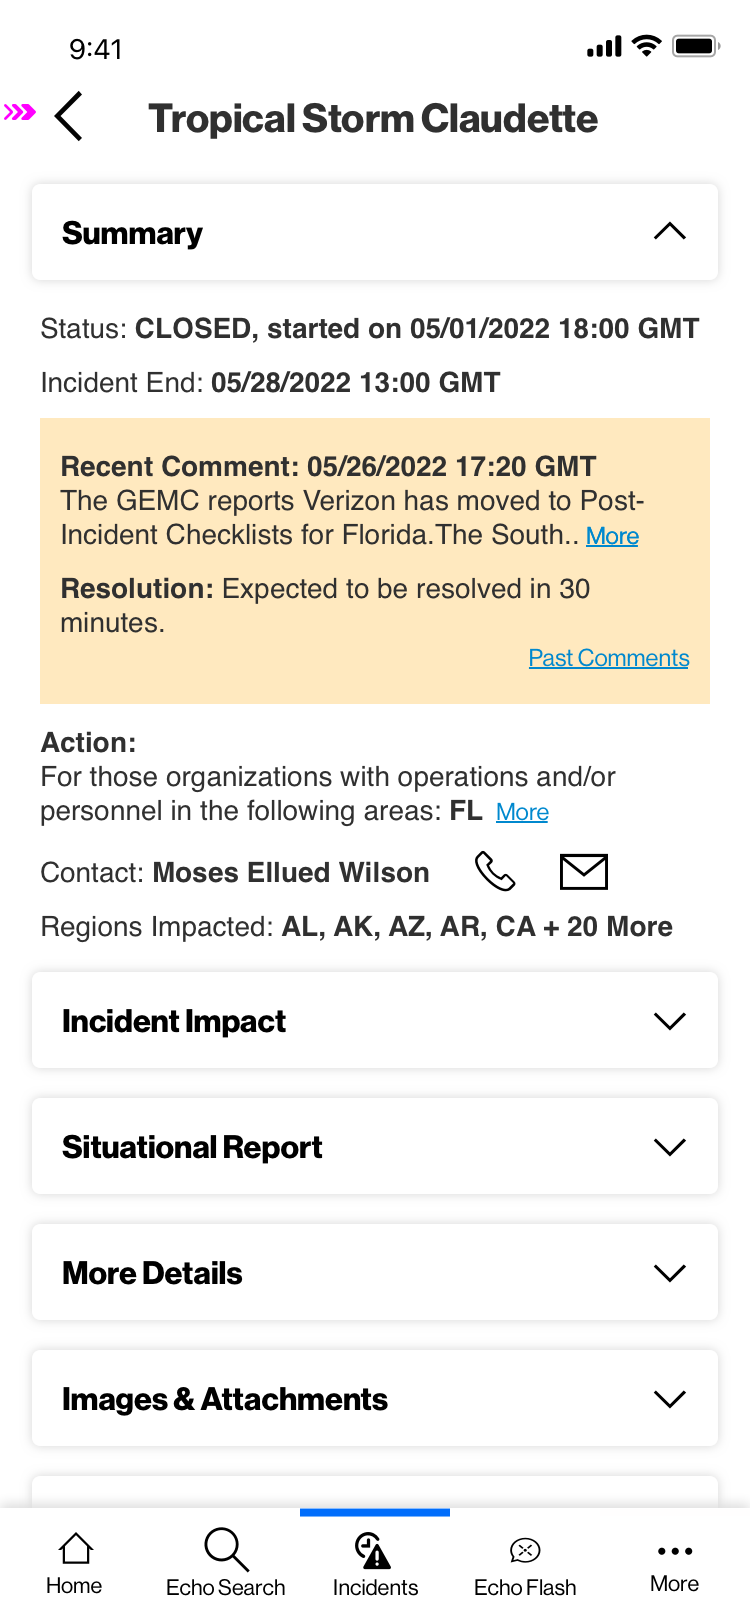 9:41
Tropical Storm Claudette
Summary
Status: CLOSED, started on 05/01/2022 18:00 GMT
Incident End: 05/28/2022 13:00 GMT
Recent Comment: 05/26/2022 17:20 GMT
The GEMC reports Verizon has moved to Post-
Incident Checklists for Florida.The South.. More
Resolution: Expected to be resolved in 30
minutes.
Past Comments
Action:
For those organizations with operations and/or
personnel in the following areas: FL More
Contact: Moses Ellued Wilson
Regions Impacted: AL, AK, AZ, AR, CA + 20 More
Incident Impact
Situational Report
More Details
Images & Attachments
Home
Echo Search
Incidents
Echo Flash
More